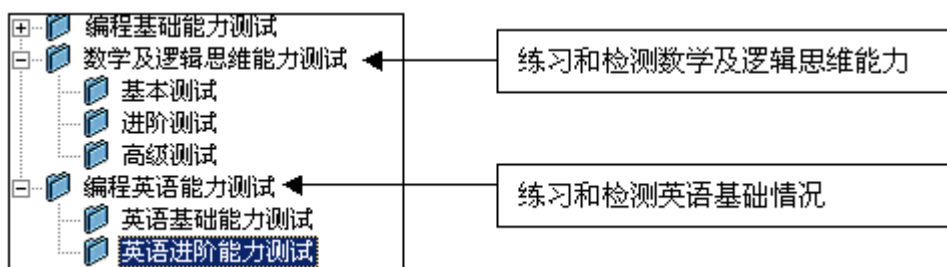 编程基础能力测试
数学及逻辑思维能力测试
练习和检测数学及逻辑思维能力
基本测试
进阶测试
高级测试
编程英语能力测试
练习和检测英语基础情况
英语基础能力测试
英语进阶能力测试